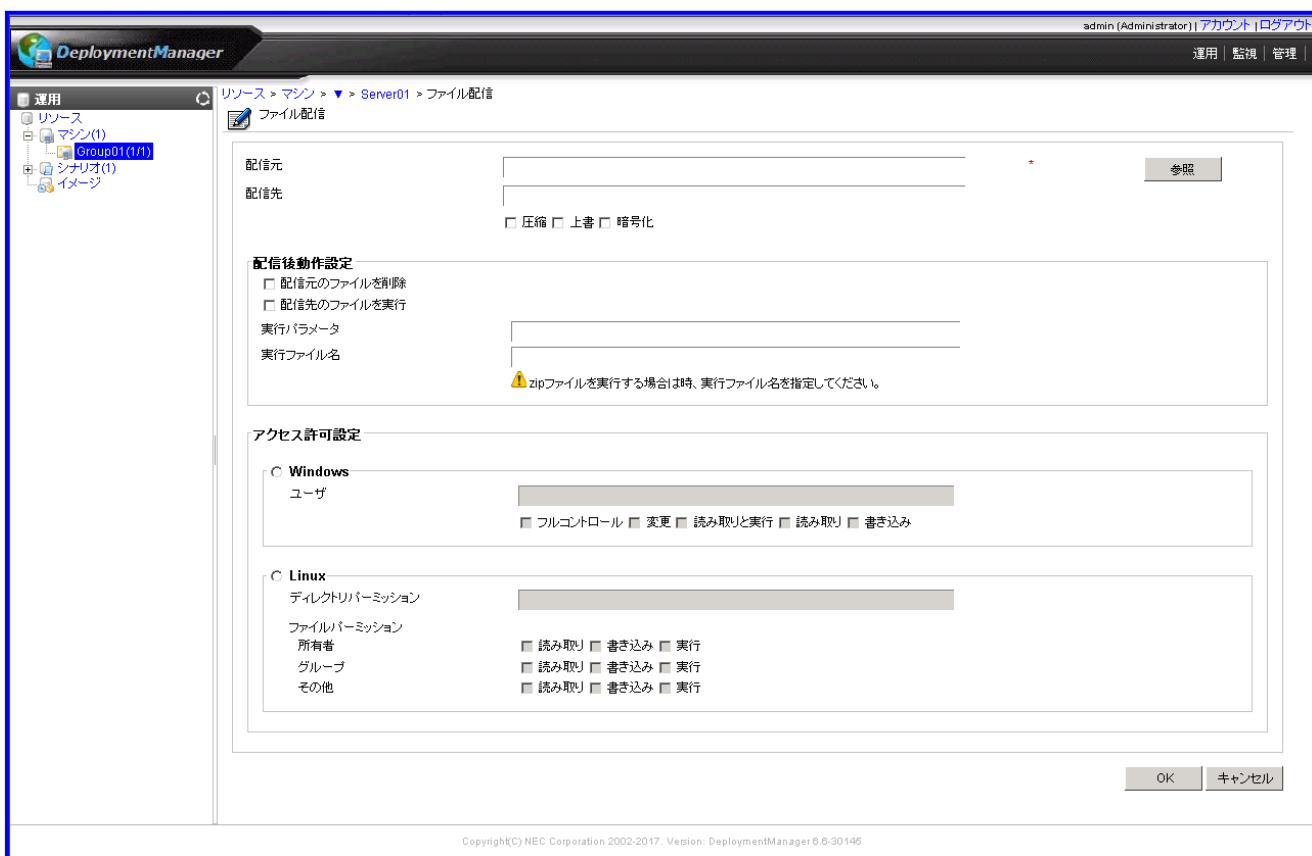 admin (Administrator) | アカウント | ログアウト
DeploymentManager
運用 | 監視 | 管理 |
運用
リソース
マシン(1)
Group01(1/1)
シナリオ(1)
イメージ
リソース » マシン » ▼ » Server01 » ファイル配信
ファイル配信
配信元 * 参照
配信先
圧縮 上書 暗号化
配信後動作設定
配信元のファイルを削除
配信先のファイルを実行
実行パラメータ
実行ファイル名
zipファイルを実行する場合は時、実行ファイル名を指定してください。
アクセス許可設定
Windows
ユーザ
フルコントロール 変更 読み取りと実行 読み取り 書き込み
Linux
ディレクトリパーミッション
ファイルパーミッション
所有者 読み取り 書き込み 実行
グループ 読み取り 書き込み 実行
その他 読み取り 書き込み 実行
OK キャンセル
Copyright(C) NEC Corporation 2002-2017. Version: DeploymentManager 6.6-30145